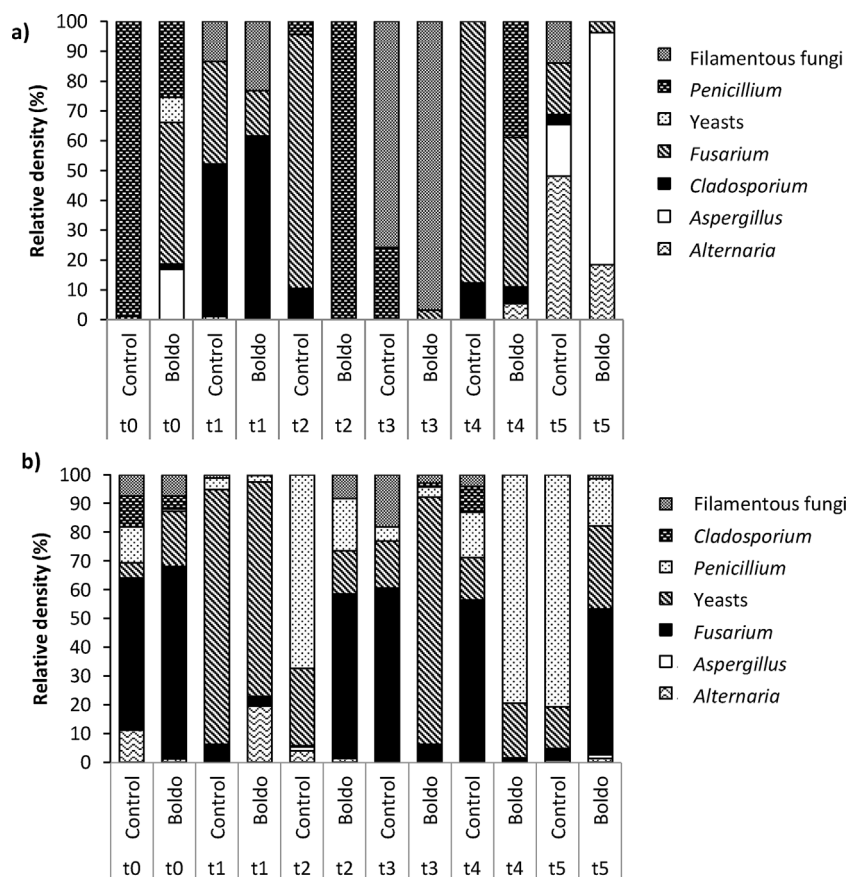 a)
Relative density (%)
100
90
80
70
60
50
40
30
20
10
0
Control Boldo Control Boldo Control Boldo Control Boldo Control Boldo Control Boldo
t0 t0 t1 t1 t2 t2 t3 t3 t4 t4 t5 t5
Filamentous fungi
Penicillium
Yeasts
Fusarium
Cladosporium
Aspergillus
Alternaria
b)
Relative density (%)
100
90
80
70
60
50
40
30
20
10
0
Control Boldo Control Boldo Control Boldo Control Boldo Control Boldo Control Boldo
t0 t0 t1 t1 t2 t2 t3 t3 t4 t4 t5 t5
Filamentous fungi
Cladosporium
Penicillium
Yeasts
Fusarium
Aspergillus
Alternaria